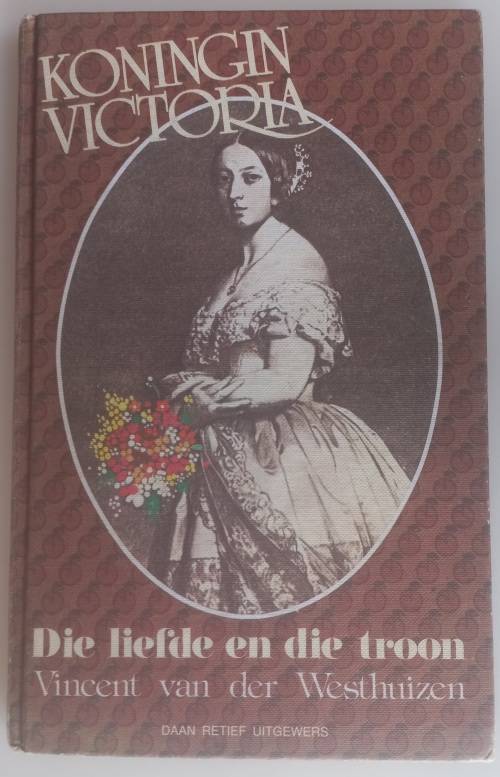 KONINGIN
VICTORIA
Die liefde en die troon
Vincent van der Westhuizen
DAAN RETIEF UITGEWERS